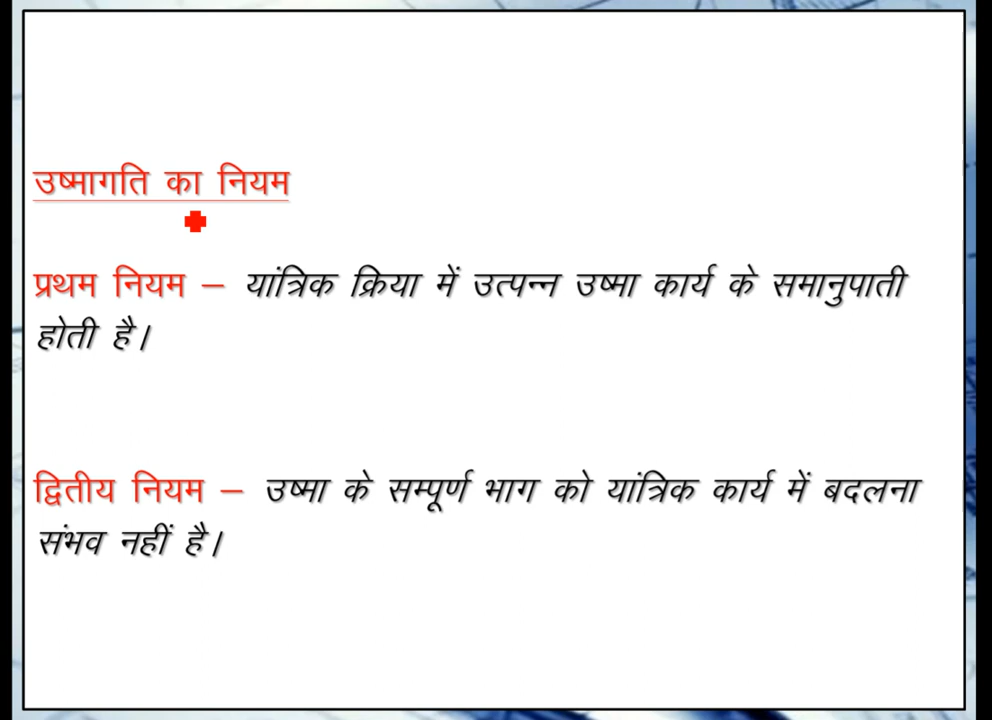 उष्मागति का नियम
प्रथम नियम – यांत्रिक क्रिया में उत्पन्न उष्मा कार्य के समानुपाती
होती है।
द्वितीय नियम – उष्मा के सम्पूर्ण भाग को यांत्रिक कार्य में बदलना
संभव नहीं है।